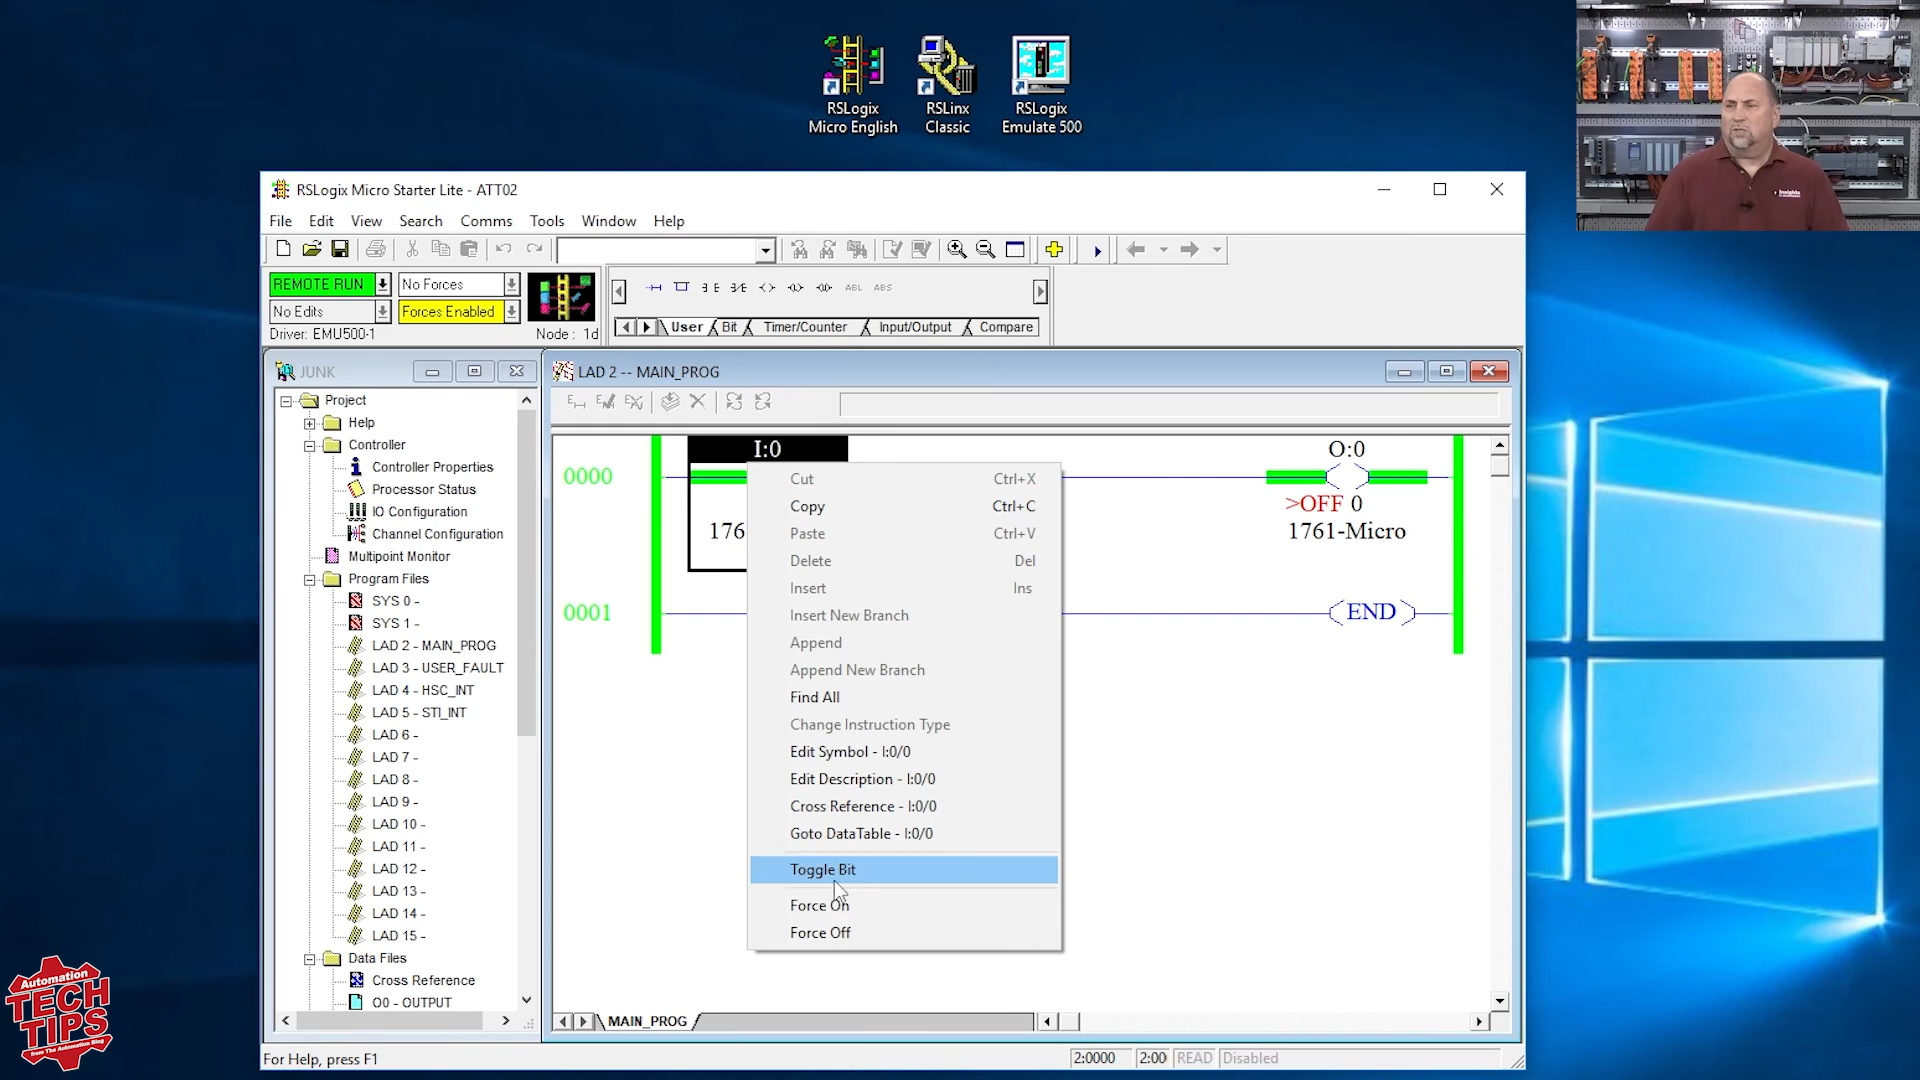 RSLogix
Micro English
RSLinx
Classic
RSLogix
Emulate 500
RSLogix Micro Starter Lite - ATT02
File Edit View Search Comms Tools Window Help
ABL ABS
REMOTE RUN
No Forces
No Edits
Forces Enabled
Driver: EMU500-1
Node : 1d
User Bit Timer/Counter Input/Output Compare
JUNK
LAD 2 -- MAIN_PROG
Project
Help
Controller
Controller Properties
Processor Status
IO Configuration
Channel Configuration
Multipoint Monitor
Program Files
SYS 0 -
SYS 1 -
LAD 2 - MAIN_PROG
LAD 3 - USER_FAULT
LAD 4 - HSC_INT
LAD 5 - STI_INT
LAD 6 -
LAD 7 -
LAD 8 -
LAD 9 -
LAD 10 -
LAD 11 -
LAD 12 -
LAD 13 -
LAD 14 -
LAD 15 -
Data Files
Cross Reference
O0 - OUTPUT
I:0
O:0
0000
>OFF 0
176
1761-Micro
0001
END
Cut Ctrl+X
Copy Ctrl+C
Paste Ctrl+V
Delete Del
Insert Ins
Insert New Branch
Append
Append New Branch
Find All
Change Instruction Type
Edit Symbol - I:0/0
Edit Description - I:0/0
Cross Reference - I:0/0
Goto DataTable - I:0/0
Toggle Bit
Force On
Force Off
MAIN_PROG
For Help, press F1
2:0000 2:00 READ Disabled
Automation
TECH
TIPS
from The Automation Blog
Insights